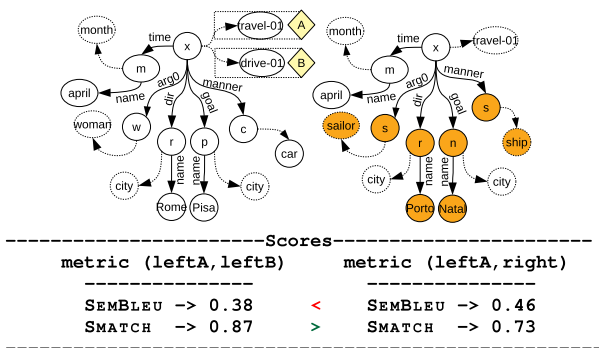 month
time
x
travel-01
A
drive-01
B
m
april
name
arg0
dir
goal
manner
woman
w
r
p
c
car
city
name
name
city
Rome
Pisa
month
time
x
travel-01
m
april
name
arg0
dir
goal
manner
s
sailor
s
r
n
ship
city
name
name
city
Porto
Natal
Scores
metric (leftA,leftB) metric (leftA,right)
SEMBLEU -> 0.38 < SEMBLEU -> 0.46
SMATCH -> 0.87 > SMATCH -> 0.73